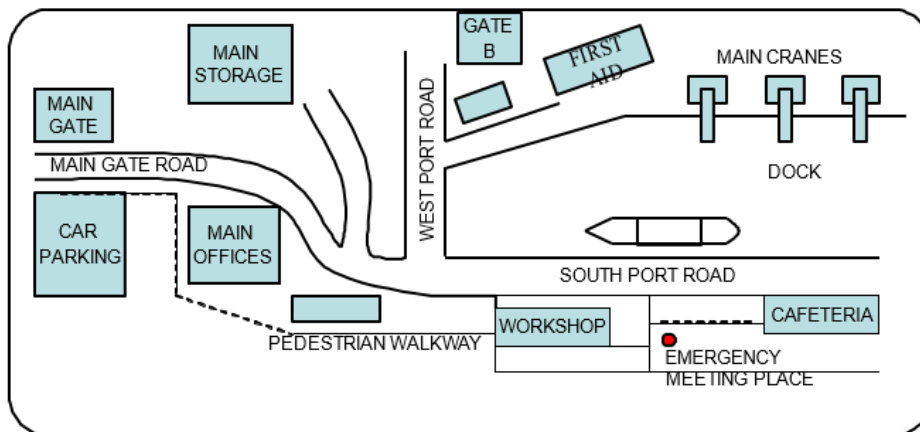 GATE
B
MAIN
STORAGE
FIRST
AID
MAIN CRANES
MAIN
GATE
MAIN GATE ROAD
WEST PORT ROAD
DOCK
CAR
PARKING
MAIN
OFFICES
SOUTH PORT ROAD
WORKSHOP
CAFETERIA
PEDESTRIAN WALKWAY
EMERGENCY
MEETING PLACE